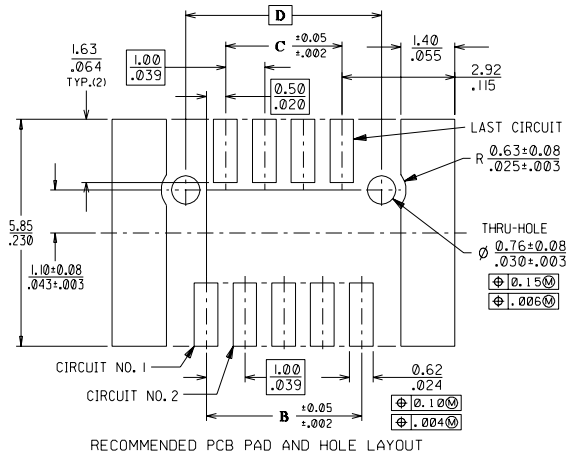 D
C ±0.05
±.002
1.63
.064
TYP.(2)
1.00
.039
1.40
.055
2.92
.115
0.50
.020
LAST CIRCUIT
R 0.63±0.08
.025±.003
5.85
.230
1.10±0.08
.043±.003
THRU-HOLE
Ø 0.76±0.08
.030±.003
⌖ 0.15Ⓜ
⌖ .006Ⓜ
CIRCUIT NO. 1
CIRCUIT NO. 2
1.00
.039
0.62
.024
⌖ 0.10Ⓜ
⌖ .004Ⓜ
B ±0.05
±.002
RECOMMENDED PCB PAD AND HOLE LAYOUT